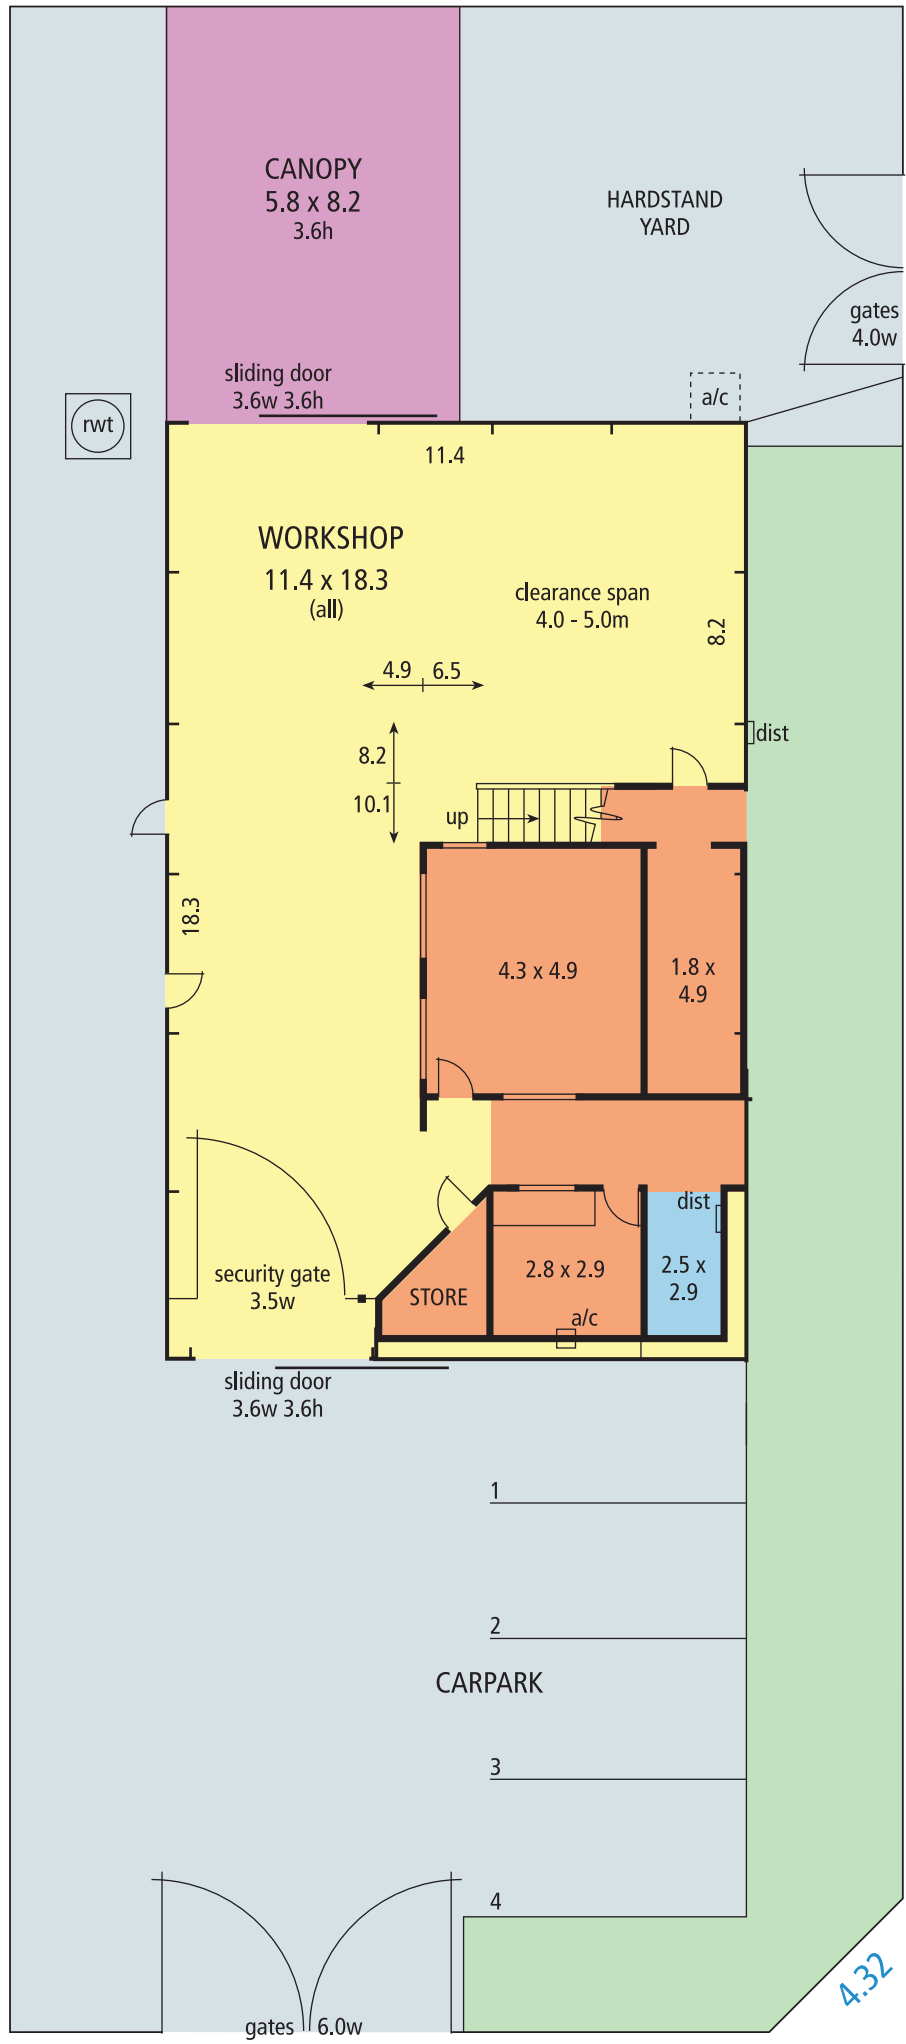 CANOPY
5.8 x 8.2
3.6h
HARDSTAND
YARD
gates
4.0w
sliding door
3.6w 3.6h
a/c
rwt
11.4
WORKSHOP
11.4 x 18.3
(all)
clearance span
4.0 - 5.0m
8.2
4.9 6.5
dist
8.2
10.1
up
18.3
4.3 x 4.9
1.8 x
4.9
dist
security gate
3.5w
2.8 x 2.9
2.5 x
2.9
STORE
a/c
sliding door
3.6w 3.6h
1
2
CARPARK
3
4
4.32
gates 6.0w